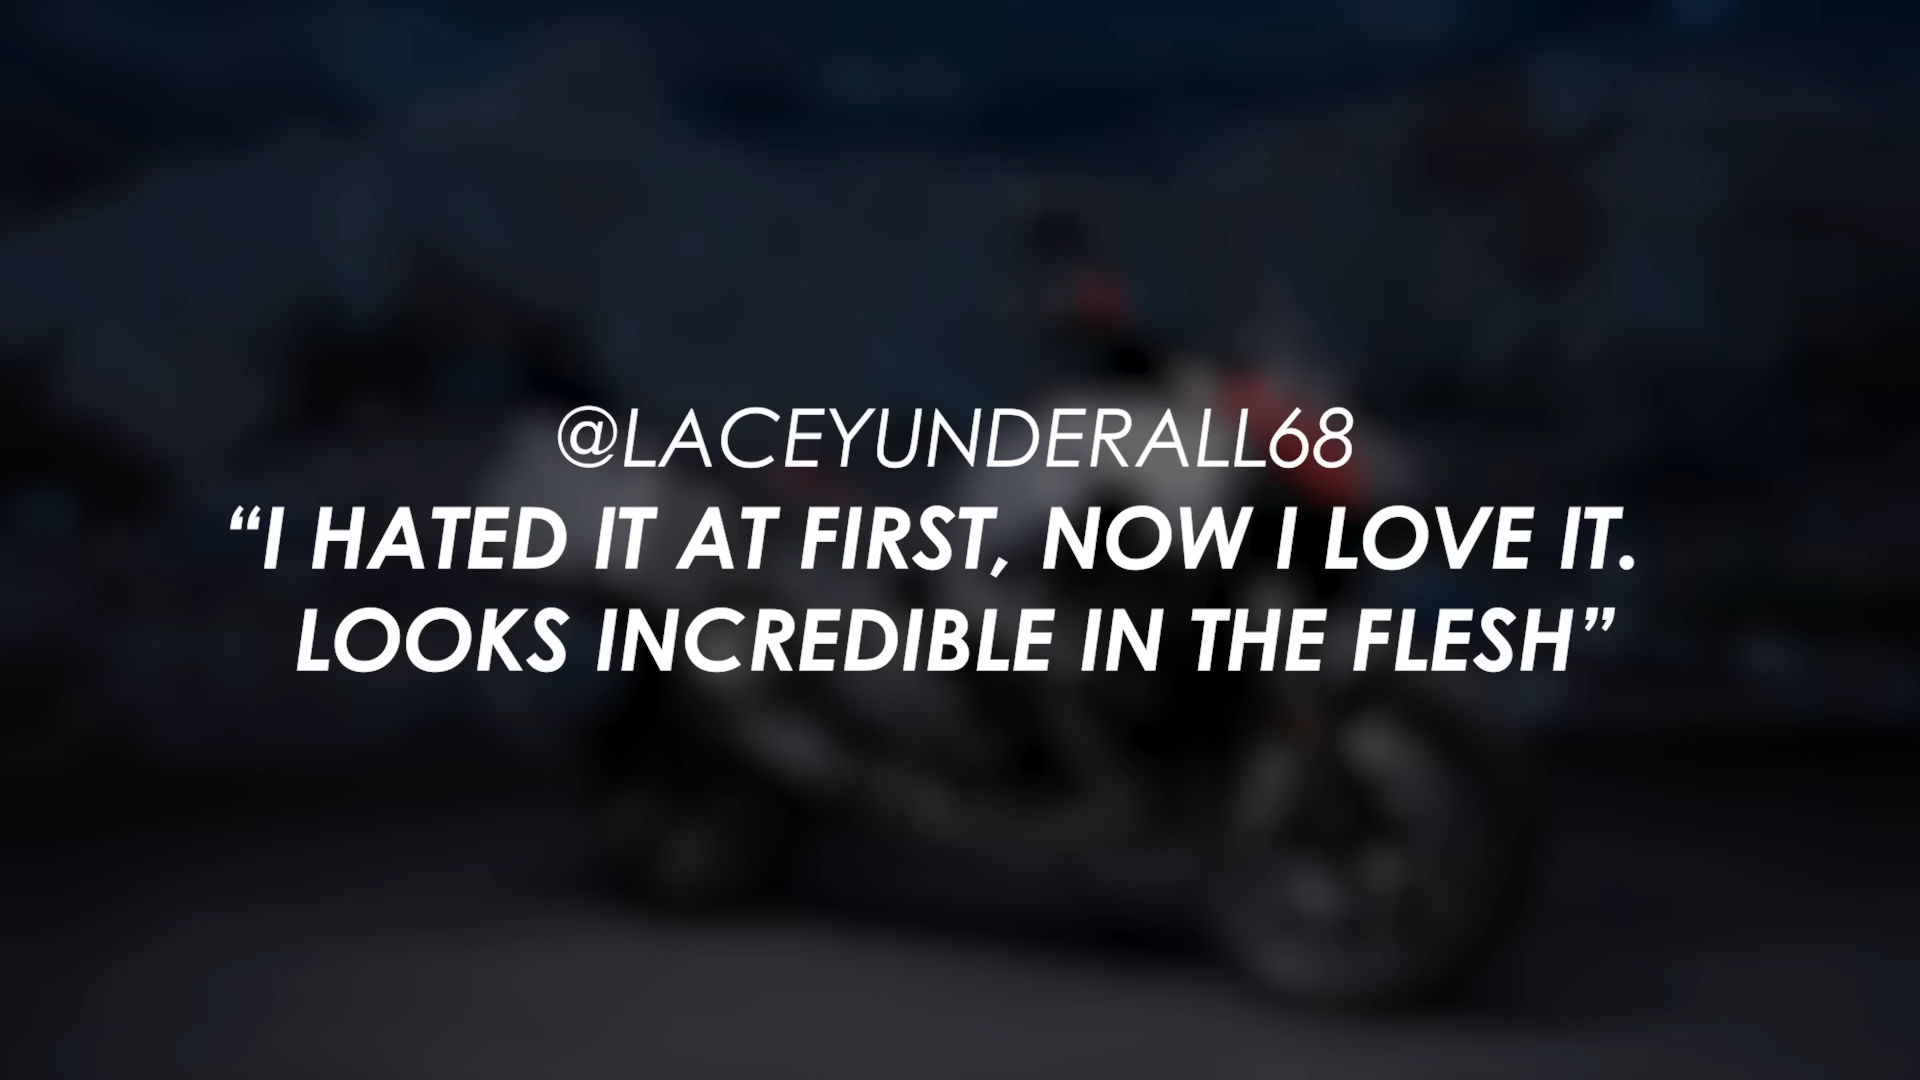 @LACEYUNDERALL68
“I HATED IT AT FIRST, NOW I LOVE IT.
LOOKS INCREDIBLE IN THE FLESH”